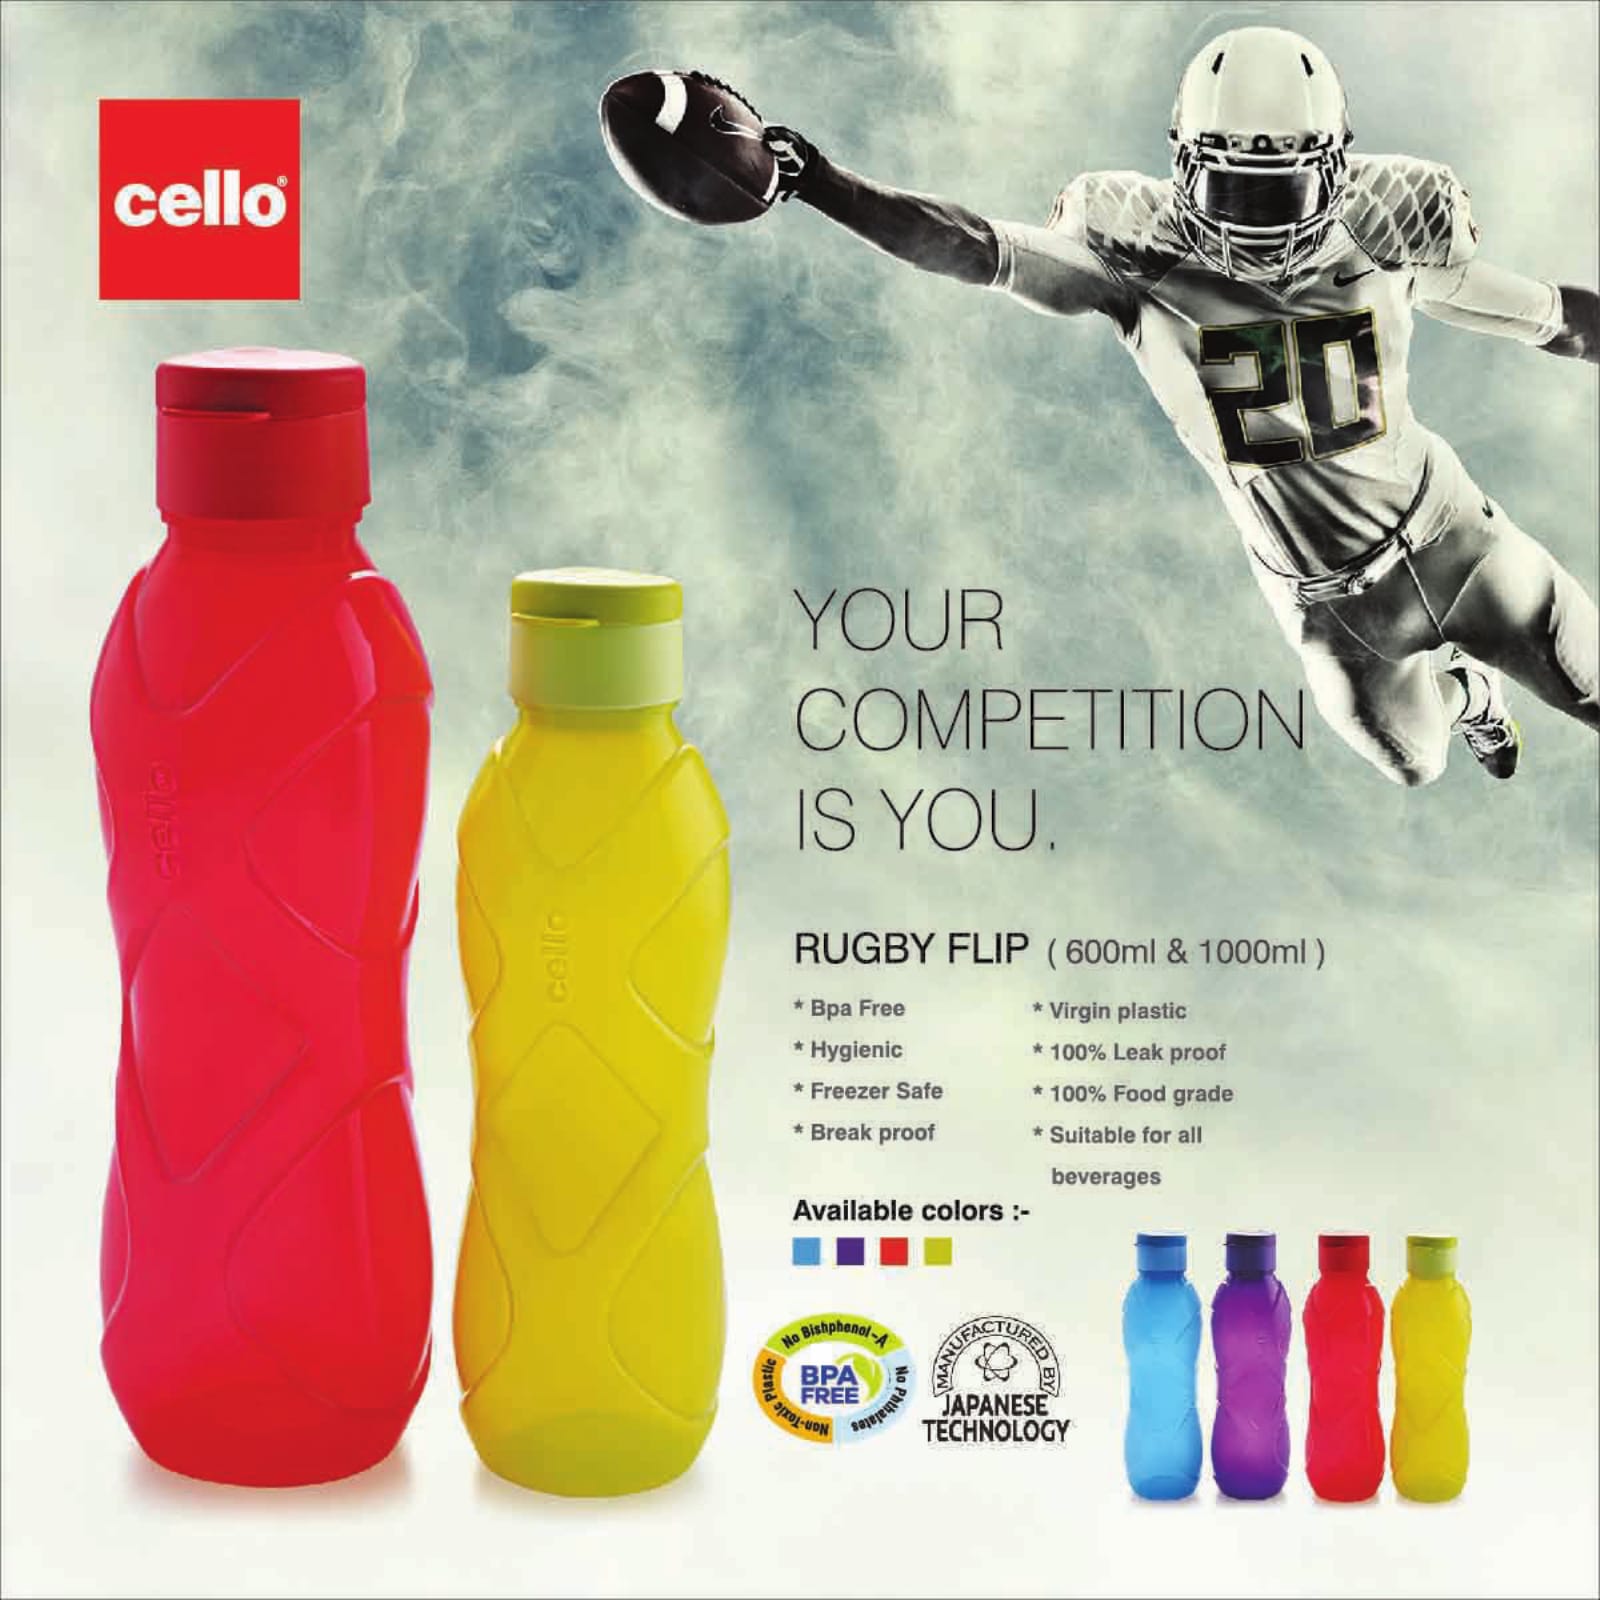 cello®
YOUR
COMPETITION
IS YOU.
20
cello
cello
RUGBY FLIP ( 600ml & 1000ml )
* Bpa Free
* Hygienic
* Freezer Safe
* Break proof
* Virgin plastic
* 100% Leak proof
* 100% Food grade
* Suitable for all
beverages
Available colors :-
No Bishphenol-A
No Phthalates
Non-Toxic Plastic
BPA
FREE
MANUFACTURED BY
JAPANESE
TECHNOLOGY